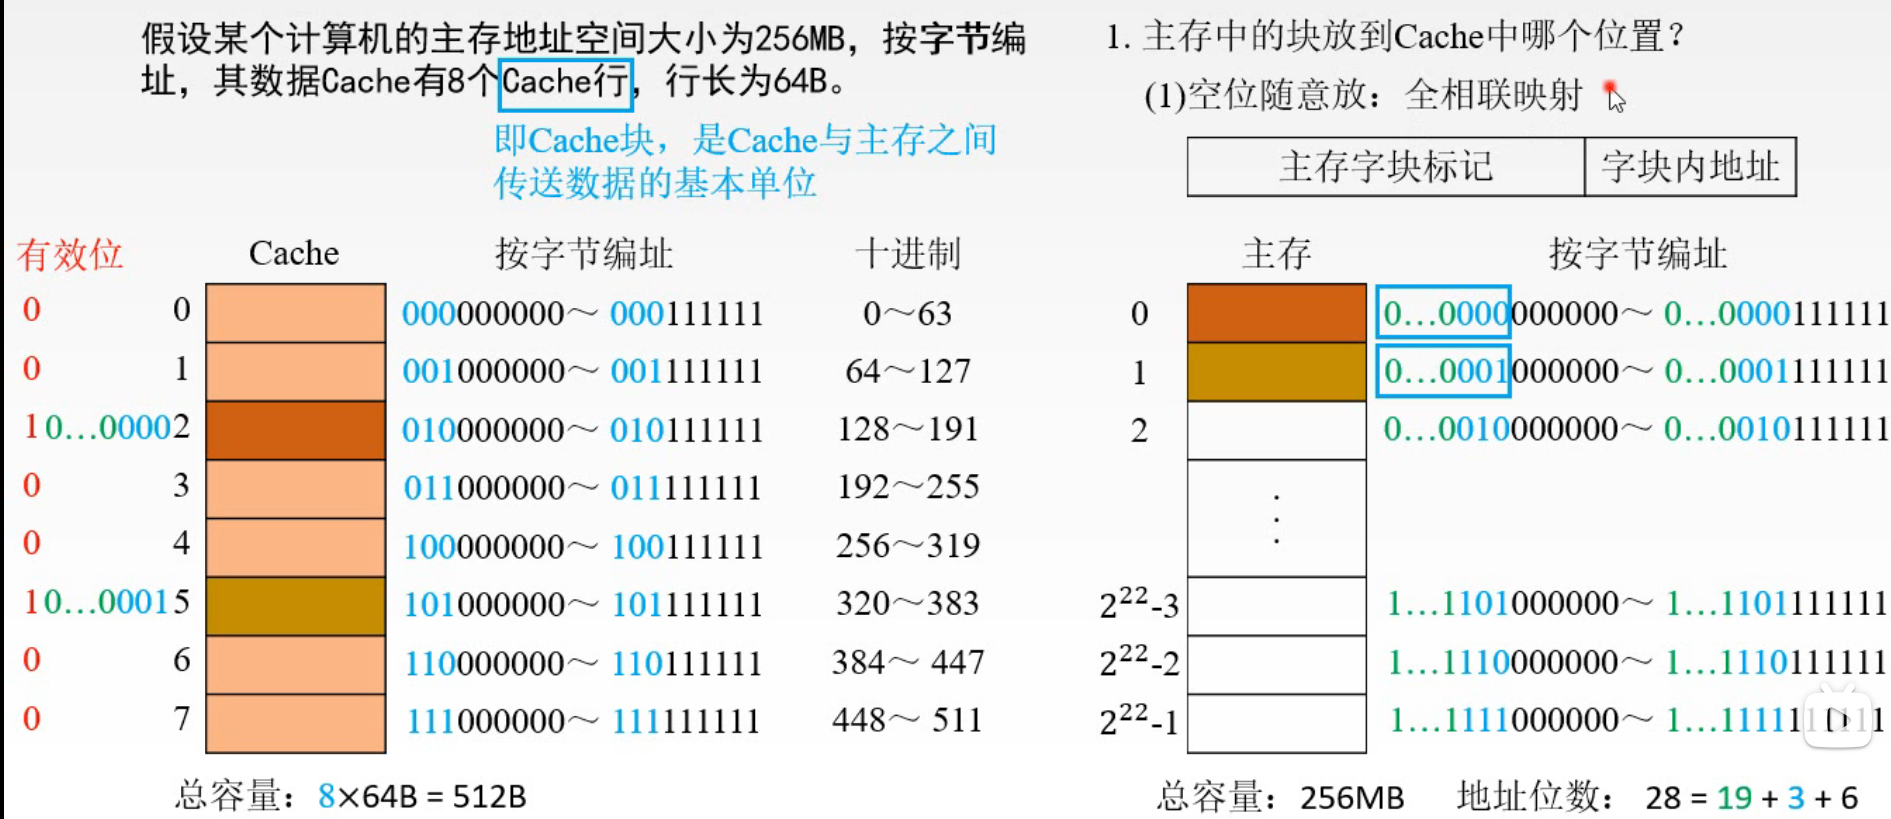 假设某个计算机的主存地址空间大小为256MB，按字节编
址，其数据Cache有8个Cache行，行长为64B。
即Cache块，是Cache与主存之间
传送数据的基本单位
1. 主存中的块放到Cache中哪个位置？
(1)空位随意放：全相联映射
主存字块标记 字块内地址
有效位 Cache 按字节编址 十进制
0 0 000000000～ 000111111 0～63
0 1 001000000～ 001111111 64～127
1 0…0000 2 010000000～ 010111111 128～191
0 3 011000000～ 011111111 192～255
0 4 100000000～ 100111111 256～319
1 0…0001 5 101000000～ 101111111 320～383
0 6 110000000～ 110111111 384～ 447
0 7 111000000～ 111111111 448～ 511
总容量：8×64B = 512B
主存 按字节编址
0 0…0000000000～ 0…0000111111
1 0…0001000000～ 0…0001111111
2 0…0010000000～ 0…0010111111
⋮
2²²-3 1…1101000000～ 1…1101111111
2²²-2 1…1110000000～ 1…1110111111
2²²-1 1…1111000000～ 1…1111111111
总容量：256MB 地址位数： 28 = 19 + 3 + 6